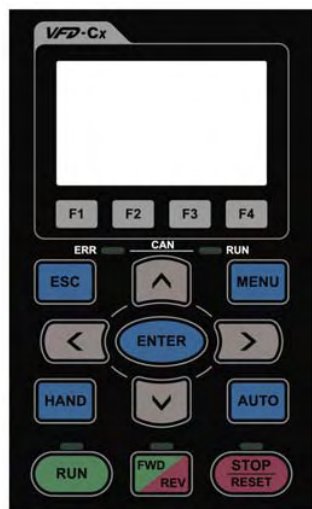 VFD-Cx
F1 F2 F3 F4
ERR CAN RUN
ESC MENU
ENTER
HAND AUTO
RUN FWD REV STOP RESET